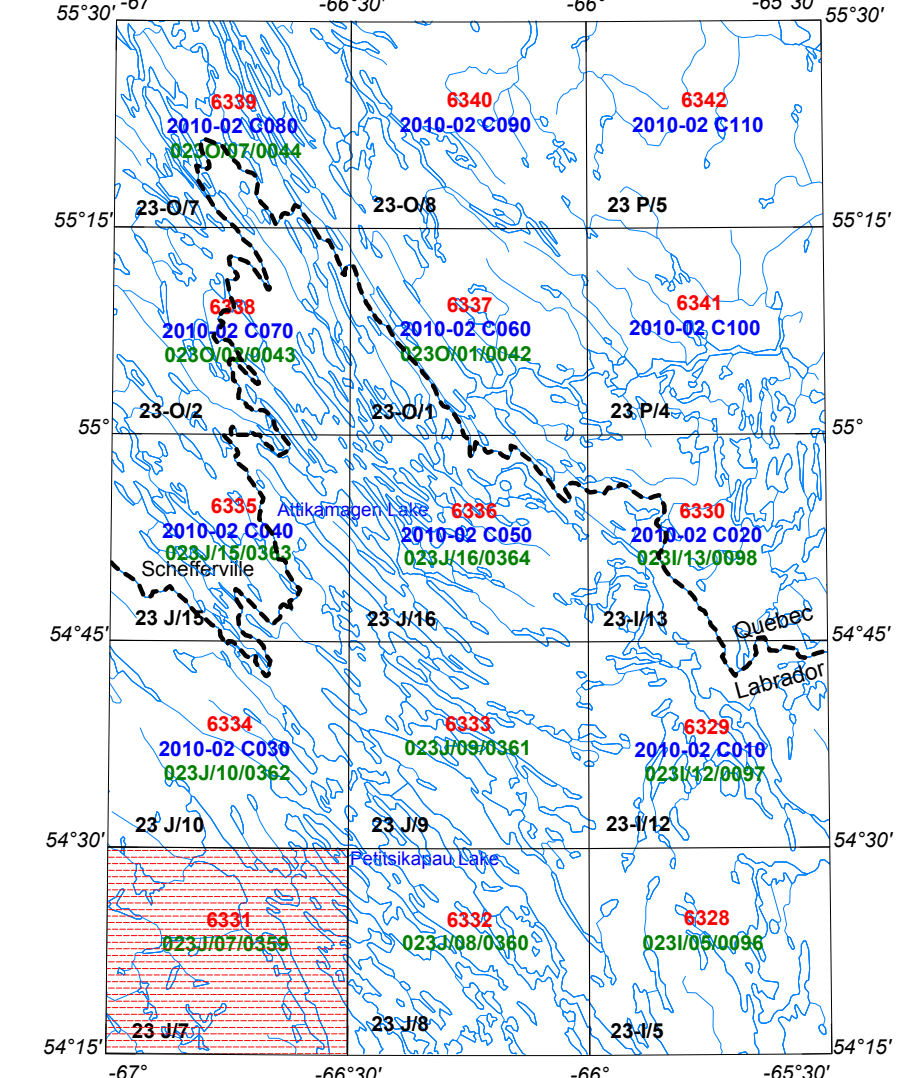 -67°
-66°30'
-66°
-65°30'
55°30'
55°30'
6339
2010-02 C080
023O/07/0044
23-O/7
6340
2010-02 C090
23-O/8
6342
2010-02 C110
23 P/5
55°15'
55°15'
6338
2010-02 C070
023O/02/0043
23-O/2
6337
2010-02 C060
023O/01/0042
23-O/1
6341
2010-02 C100
23 P/4
55°
55°
6335
2010-02 C040
023J/15/0363
Schefferville
23 J/15
Attikamagen Lake
6336
2010-02 C050
023J/16/0364
23 J/16
6330
2010-02 C020
023I/13/0098
23-I/13
Québec
Labrador
54°45'
54°45'
6334
2010-02 C030
023J/10/0362
23 J/10
6333
023J/09/0361
23 J/9
6329
2010-02 C010
023I/12/0097
23-I/12
54°30'
54°30'
Petitsikapau Lake
6331
023J/07/0359
23 J/7
6332
023J/08/0360
23 J/8
6328
023I/05/0096
23-I/5
54°15'
54°15'
-67°
-66°30'
-66°
-65°30'